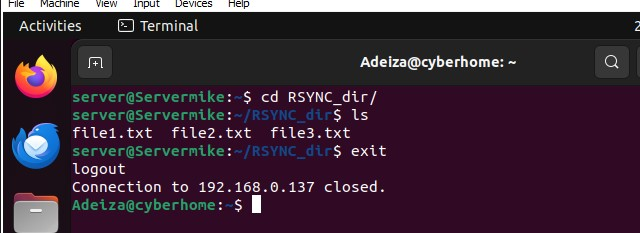 File Machine View Input Devices Help
Activities Terminal
Adeiza@cyberhome: ~
server@Servermike:~$ cd RSYNC_dir/
server@Servermike:~/RSYNC_dir$ ls
file1.txt  file2.txt  file3.txt
server@Servermike:~/RSYNC_dir$ exit
logout
Connection to 192.168.0.137 closed.
Adeiza@cyberhome:~$